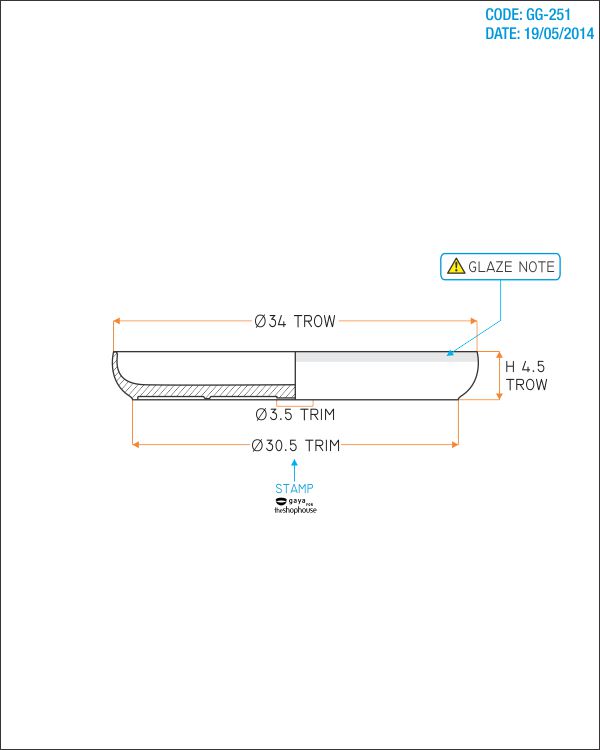 CODE: GG-251
DATE: 19/05/2014
GLAZE NOTE
Ø34 TROW
H 4.5
TROW
Ø3.5 TRIM
Ø30.5 TRIM
STAMP
gaya FOR
theshophouse